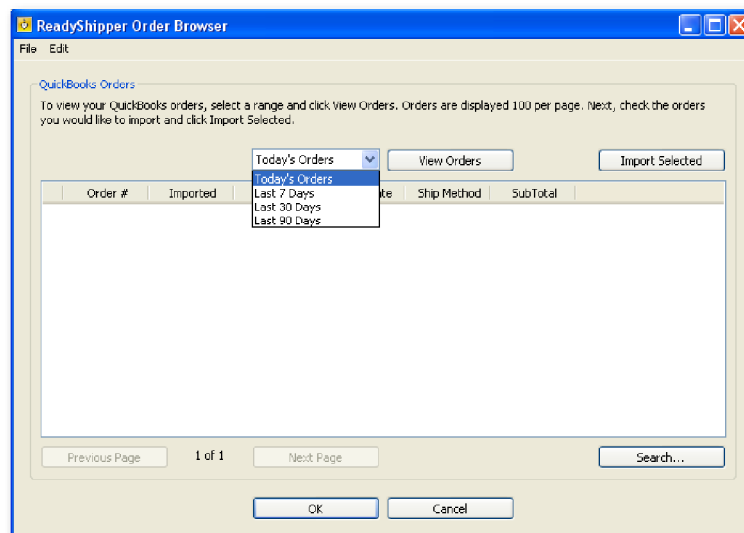 ReadyShipper Order Browser
File Edit
QuickBooks Orders
To view your QuickBooks orders, select a range and click View Orders. Orders are displayed 100 per page. Next, check the orders
you would like to import and click Import Selected.
Today's Orders View Orders Import Selected
Today's Orders
Last 7 Days
Last 30 Days
Last 90 Days
Order # Imported te Ship Method SubTotal
Previous Page 1 of 1 Next Page Search...
OK Cancel